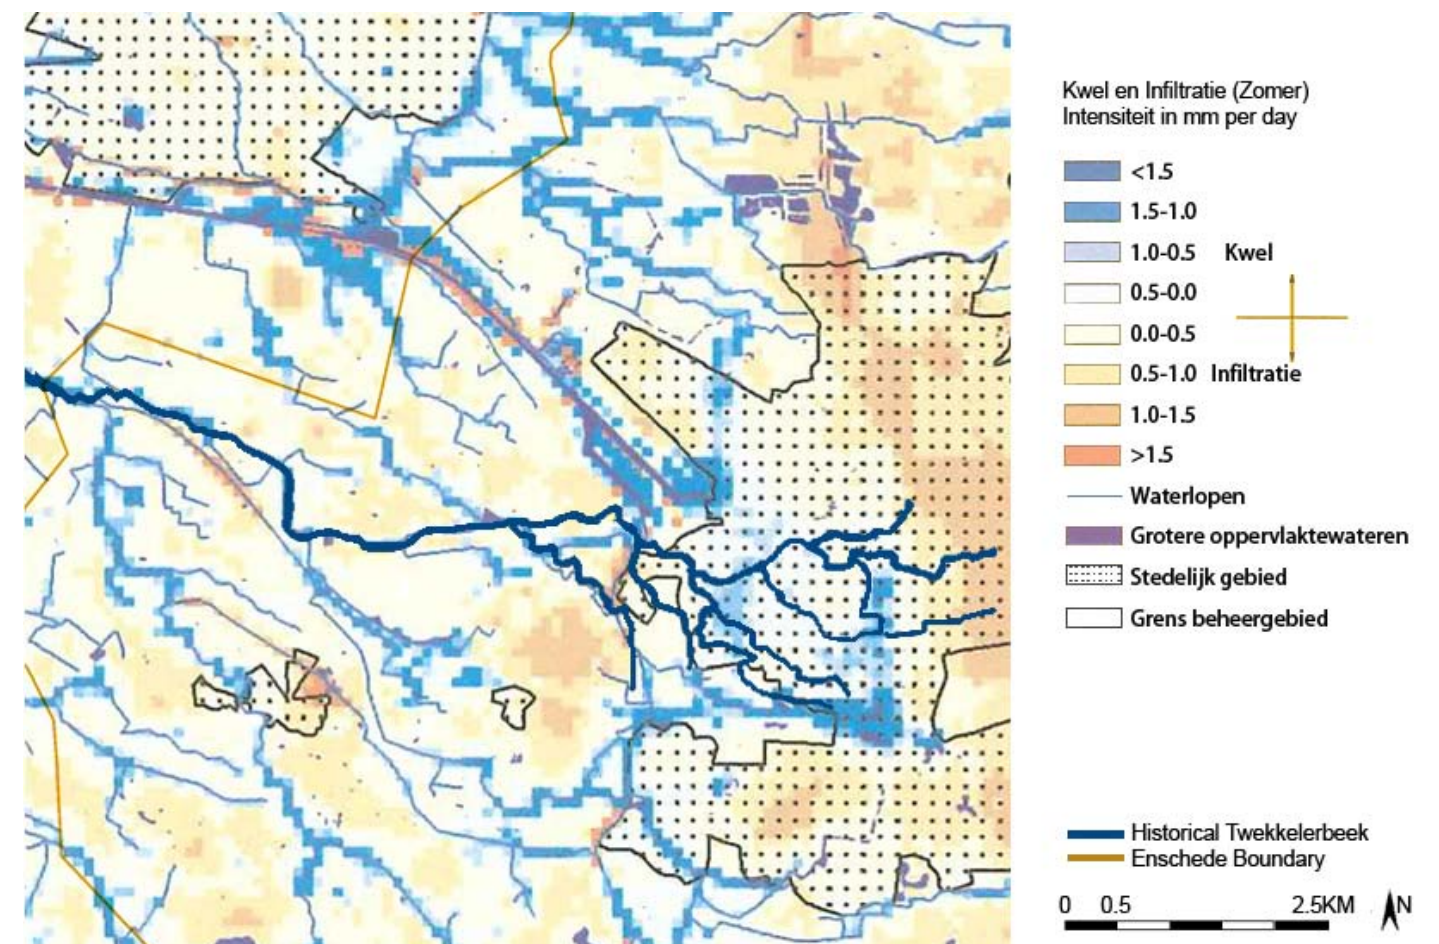 Kwel en Infiltratie (Zomer)
Intensiteit in mm per day
<1.5
1.5-1.0
1.0-0.5 Kwel
0.5-0.0
0.0-0.5
0.5-1.0 Infiltratie
1.0-1.5
>1.5
Waterlopen
Grotere oppervlaktewateren
Stedelijk gebied
Grens beheergebied
Historical Twekkelerbeek
Enschede Boundary
0 0.5 2.5KM N